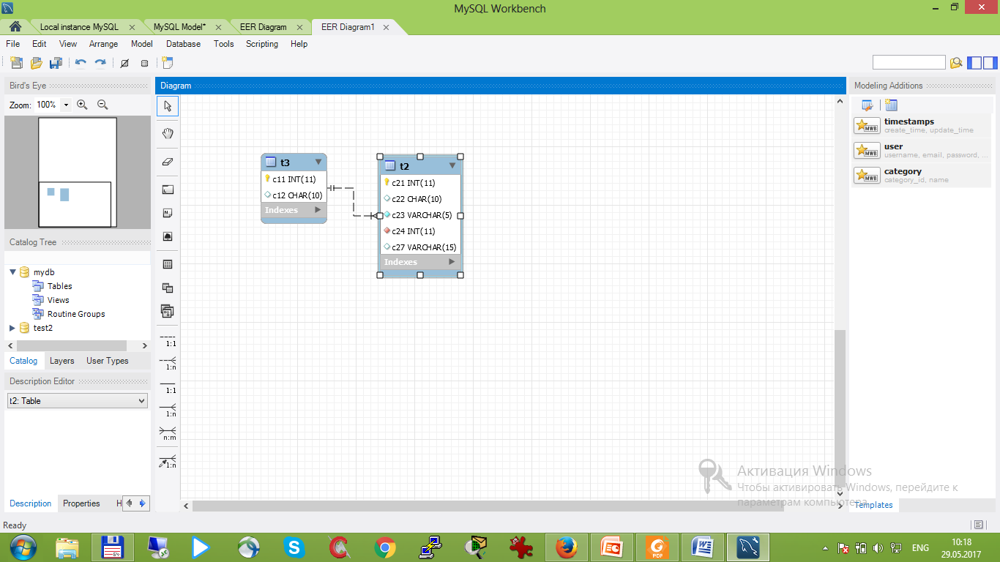 MySQL Workbench
Local instance MySQL
MySQL Model*
EER Diagram
EER Diagram1
File Edit View Arrange Model Database Tools Scripting Help
Bird's Eye
Diagram
Modeling Additions
Zoom: 100%
timestamps
create_time, update_time
user
username, email, password, ...
category
category_id, name
t3
c11 INT(11)
c12 CHAR(10)
Indexes
t2
c21 INT(11)
c22 CHAR(10)
c23 VARCHAR(5)
c24 INT(11)
c27 VARCHAR(15)
Indexes
Catalog Tree
mydb
Tables
Views
Routine Groups
test2
Catalog Layers User Types
Description Editor
t2: Table
Description Properties H
1:1
1:n
1:1
1:n
n:m
1:n
Активация Windows
Чтобы активировать Windows, перейдите к
параметрам компьютера.
Templates
Ready
64
PDF
ENG
10:18
29.05.2017